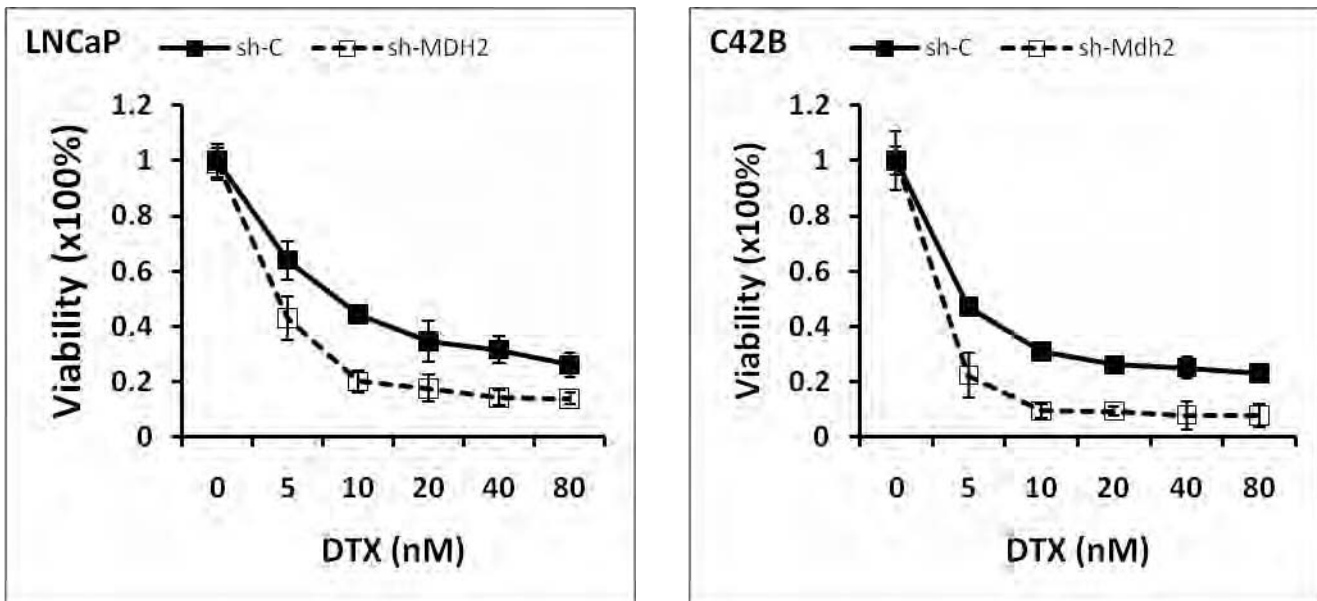 LNCaP
sh-C
sh-MDH2
Viability (x100%)
1.2
1
0.8
0.6
0.4
0.2
0
0 5 10 20 40 80
DTX (nM)
C42B
sh-C
sh-Mdh2
Viability (x100%)
1.2
1
0.8
0.6
0.4
0.2
0
0 5 10 20 40 80
DTX (nM)